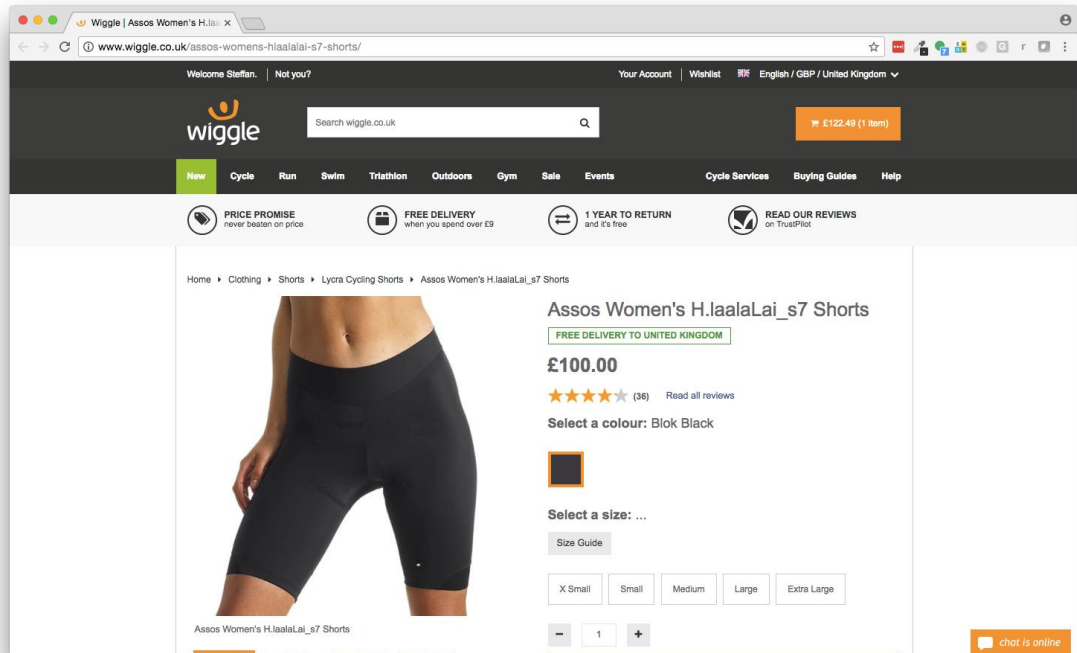 Wiggle | Assos Women's H.laa
www.wiggle.co.uk/assos-womens-hlaalalai-s7-shorts/
Welcome Steffan. Not you?
Your Account Wishlist English / GBP / United Kingdom
wiggle
Search wiggle.co.uk
£122.49 (1 item)
New Cycle Run Swim Triathlon Outdoors Gym Sale Events Cycle Services Buying Guides Help
PRICE PROMISE
never beaten on price
FREE DELIVERY
when you spend over £9
1 YEAR TO RETURN
and it's free
READ OUR REVIEWS
on TrustPilot
Home Clothing Shorts Lycra Cycling Shorts Assos Women's H.laalaLai_s7 Shorts
Assos Women's H.laalaLai_s7 Shorts
FREE DELIVERY TO UNITED KINGDOM
£100.00
(36) Read all reviews
Select a colour: Blok Black
Select a size: ...
Size Guide
X Small Small Medium Large Extra Large
- 1 +
Assos Women's H.laalaLai_s7 Shorts
chat is online